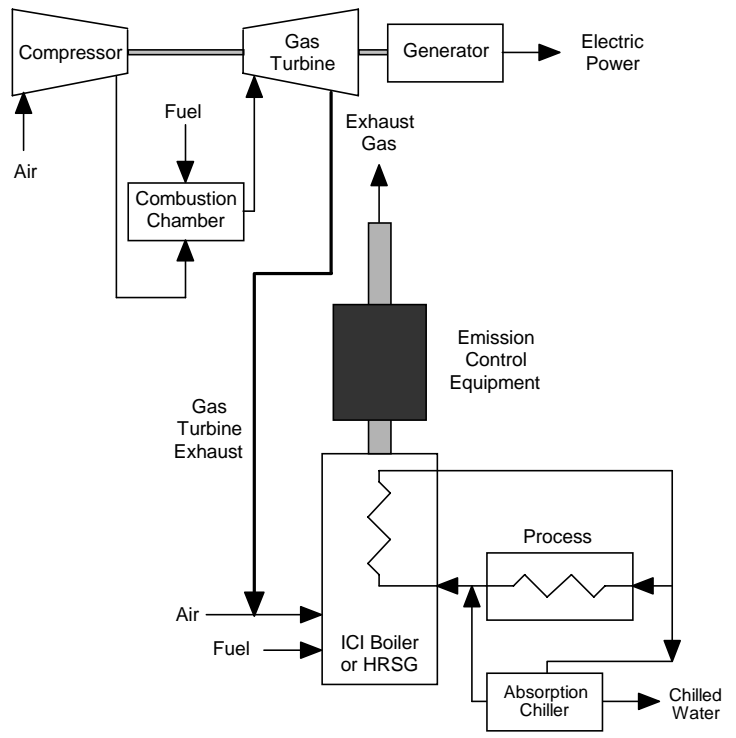 Compressor
Gas
Turbine
Generator
Electric
Power
Air
Fuel
Combustion
Chamber
Exhaust
Gas
Emission
Control
Equipment
Gas
Turbine
Exhaust
Process
Air
Fuel
ICI Boiler
or HRSG
Absorption
Chiller
Chilled
Water